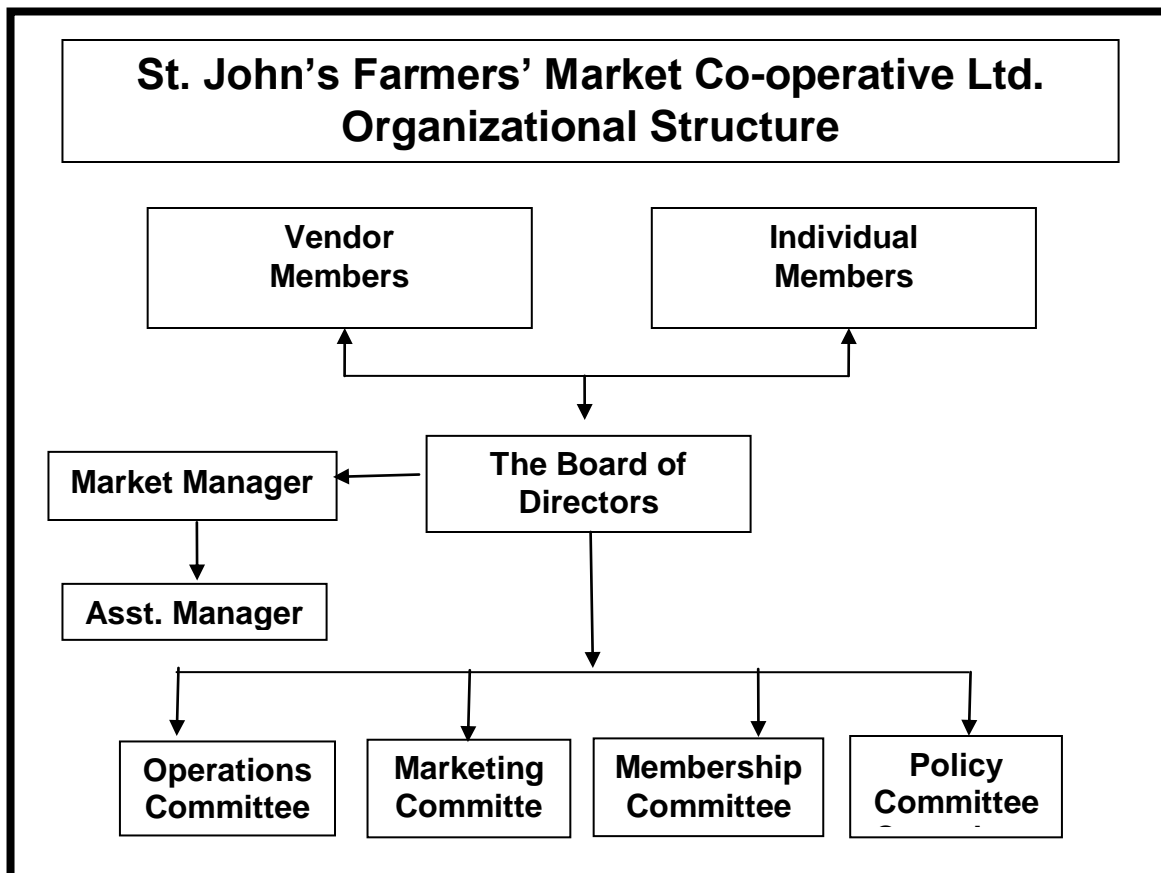 St. John’s Farmers’ Market Co-operative Ltd.
Organizational Structure
Vendor
Members
Individual
Members
The Board of
Directors
Market Manager
Asst. Manager
Operations
Committee
Marketing
Committe
Membership
Committee
Policy
Committee